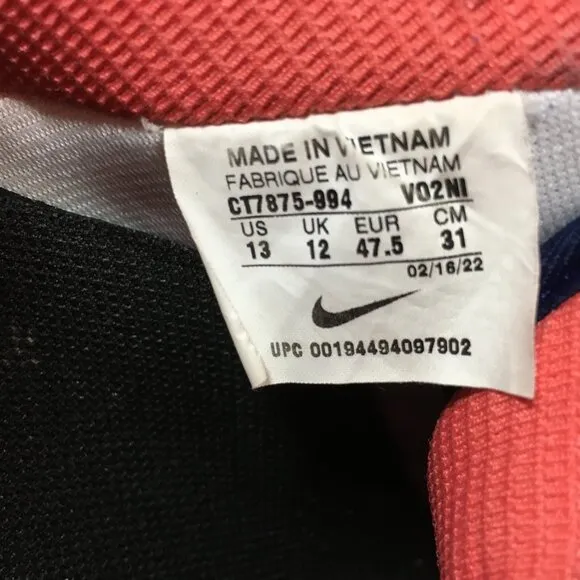 MADE IN VIETNAM
FABRIQUE AU VIETNAM
CT7875-994 V02NI
US UK EUR CM
13 12 47.5 31
02/16/22
UPC 00194494097902